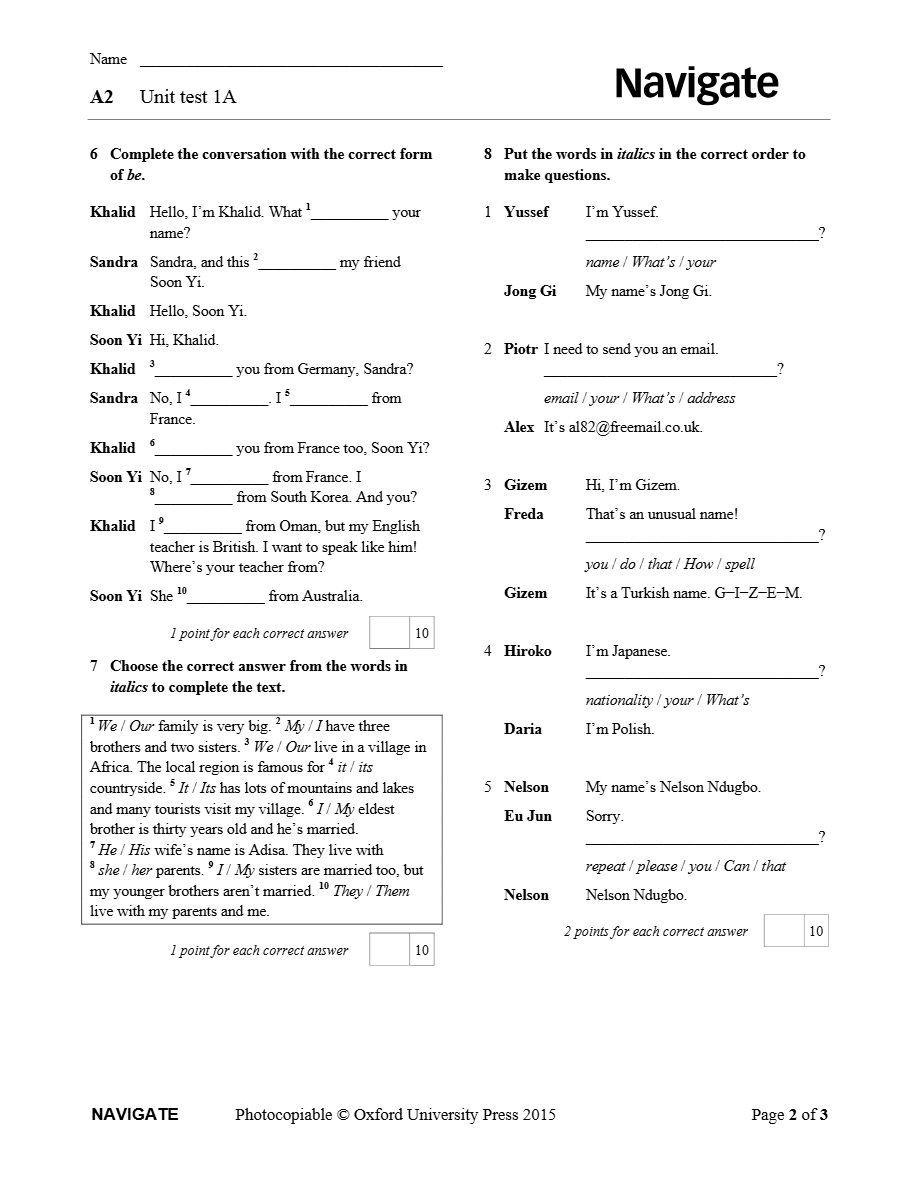 Name ______________________________________
A2 Unit test 1A
Navigate
6 Complete the conversation with the correct form
of be.
Khalid Hello, I’m Khalid. What 1__________ your
name?
Sandra Sandra, and this 2__________ my friend
Soon Yi.
Khalid Hello, Soon Yi.
Soon Yi Hi, Khalid.
Khalid 3__________ you from Germany, Sandra?
Sandra No, I 4__________. I 5__________ from
France.
Khalid 6__________ you from France too, Soon Yi?
Soon Yi No, I 7__________ from France. I
8__________ from South Korea. And you?
Khalid I 9__________ from Oman, but my English
teacher is British. I want to speak like him!
Where’s your teacher from?
Soon Yi She 10__________ from Australia.
1 point for each correct answer 10
7 Choose the correct answer from the words in
italics to complete the text.
1 We / Our family is very big. 2 My / I have three
brothers and two sisters. 3 We / Our live in a village in
Africa. The local region is famous for 4 it / its
countryside. 5 It / Its has lots of mountains and lakes
and many tourists visit my village. 6 I / My eldest
brother is thirty years old and he’s married.
7 He / His wife’s name is Adisa. They live with
8 she / her parents. 9 I / My sisters are married too, but
my younger brothers aren’t married. 10 They / Them
live with my parents and me.
1 point for each correct answer 10
8 Put the words in italics in the correct order to
make questions.
1 Yussef I’m Yussef.
______________________________?
name / What’s / your
Jong Gi My name’s Jong Gi.
2 Piotr I need to send you an email.
______________________________?
email / your / What’s / address
Alex It’s al82@freemail.co.uk.
3 Gizem Hi, I’m Gizem.
Freda That’s an unusual name!
______________________________?
you / do / that / How / spell
Gizem It’s a Turkish name. G–I–Z–E–M.
4 Hiroko I’m Japanese.
______________________________?
nationality / your / What’s
Daria I’m Polish.
5 Nelson My name’s Nelson Ndugbo.
Eu Jun Sorry.
______________________________?
repeat / please / you / Can / that
Nelson Nelson Ndugbo.
2 points for each correct answer 10
NAVIGATE Photocopiable © Oxford University Press 2015 Page 2 of 3